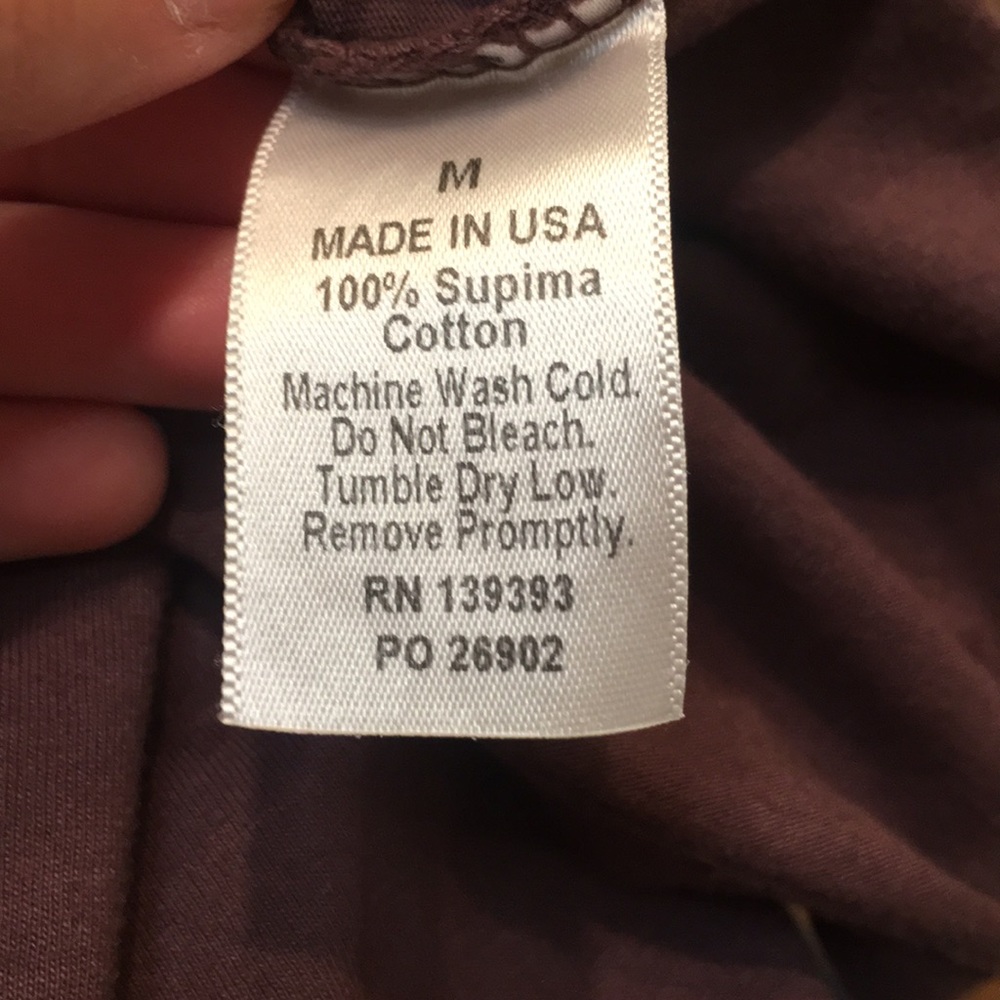 M
MADE IN USA
100% Supima
Cotton
Machine Wash Cold.
Do Not Bleach.
Tumble Dry Low.
Remove Promptly.
RN 139393
PO 26902